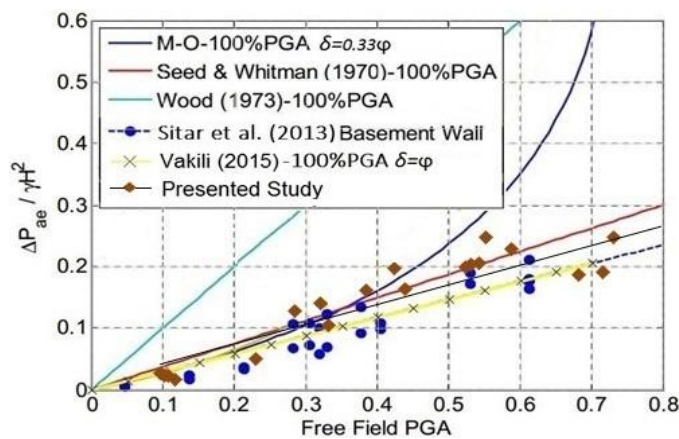 0.6
0.5
0.4
0.3
0.2
0.1
0
ΔPae / γH²
M-O-100%PGA δ=0.33φ
Seed & Whitman (1970)-100%PGA
Wood (1973)-100%PGA
Sitar et al. (2013) Basement Wall
Vakili (2015) -100%PGA δ=φ
Presented Study
0 0.1 0.2 0.3 0.4 0.5 0.6 0.7 0.8
Free Field PGA